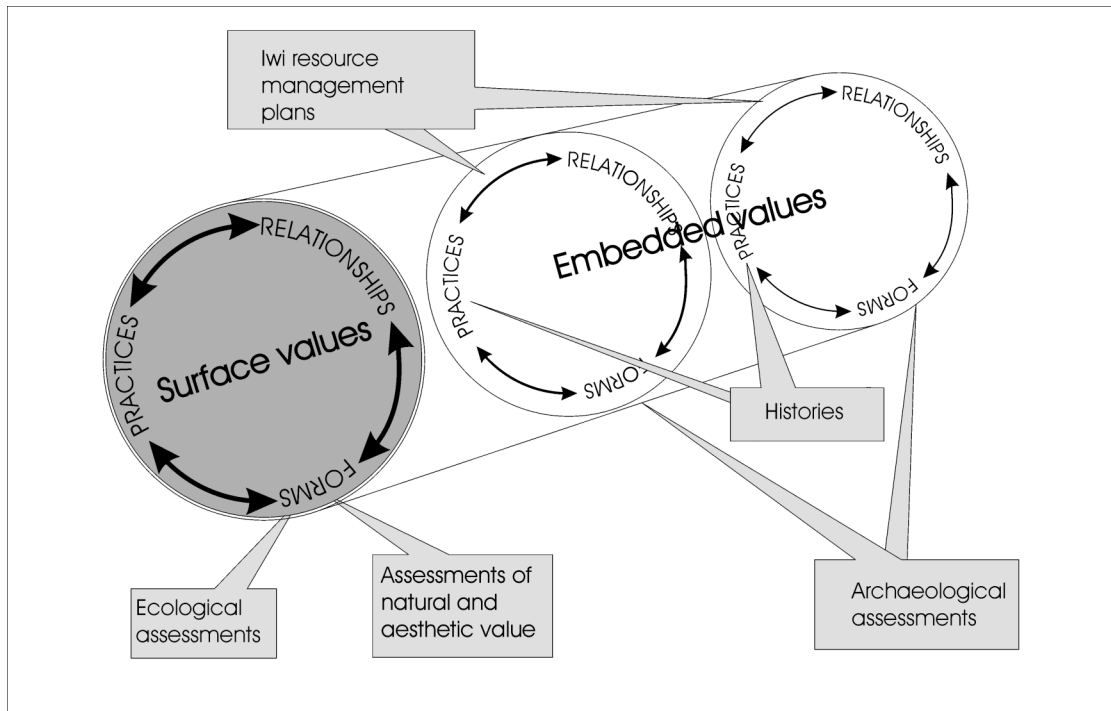 Iwi resource
management
plans
RELATIONSHIPS
PRACTICES
FORMS
RELATIONSHIPS
PRACTICES
FORMS
Embedded values
RELATIONSHIPS
PRACTICES
FORMS
Surface values
Histories
Ecological
assessments
Assessments of
natural and
aesthetic value
Archaeological
assessments